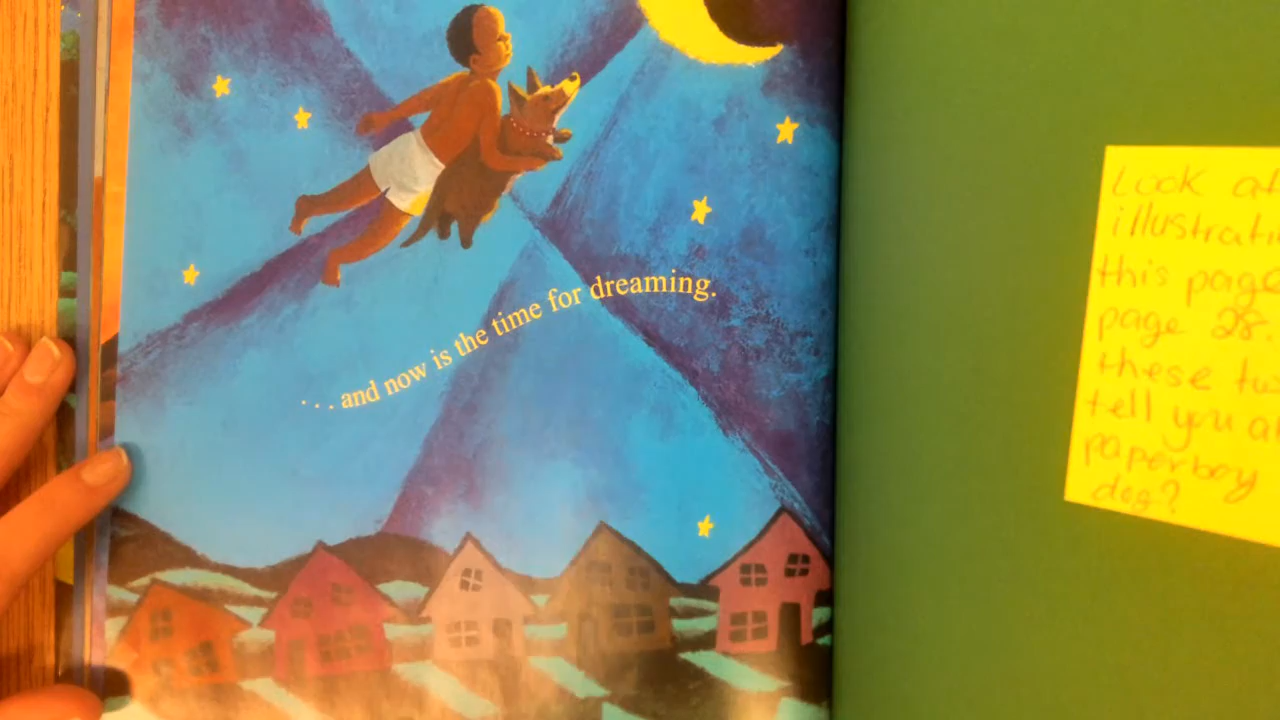 . . . and now is the time for dreaming.
Look at
illustrati
this page
page 28.
these tw
tell you a
paperboy
dog?